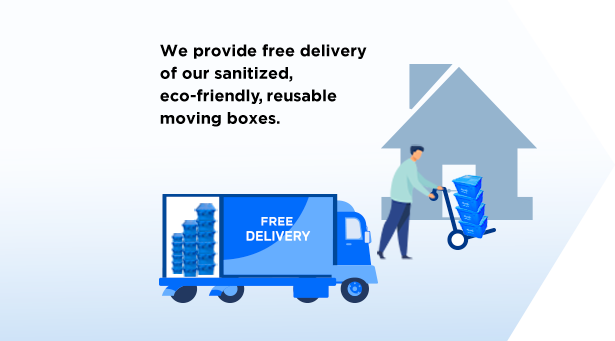 We provide free delivery
of our sanitized,
eco-friendly, reusable
moving boxes.
FREE
DELIVERY